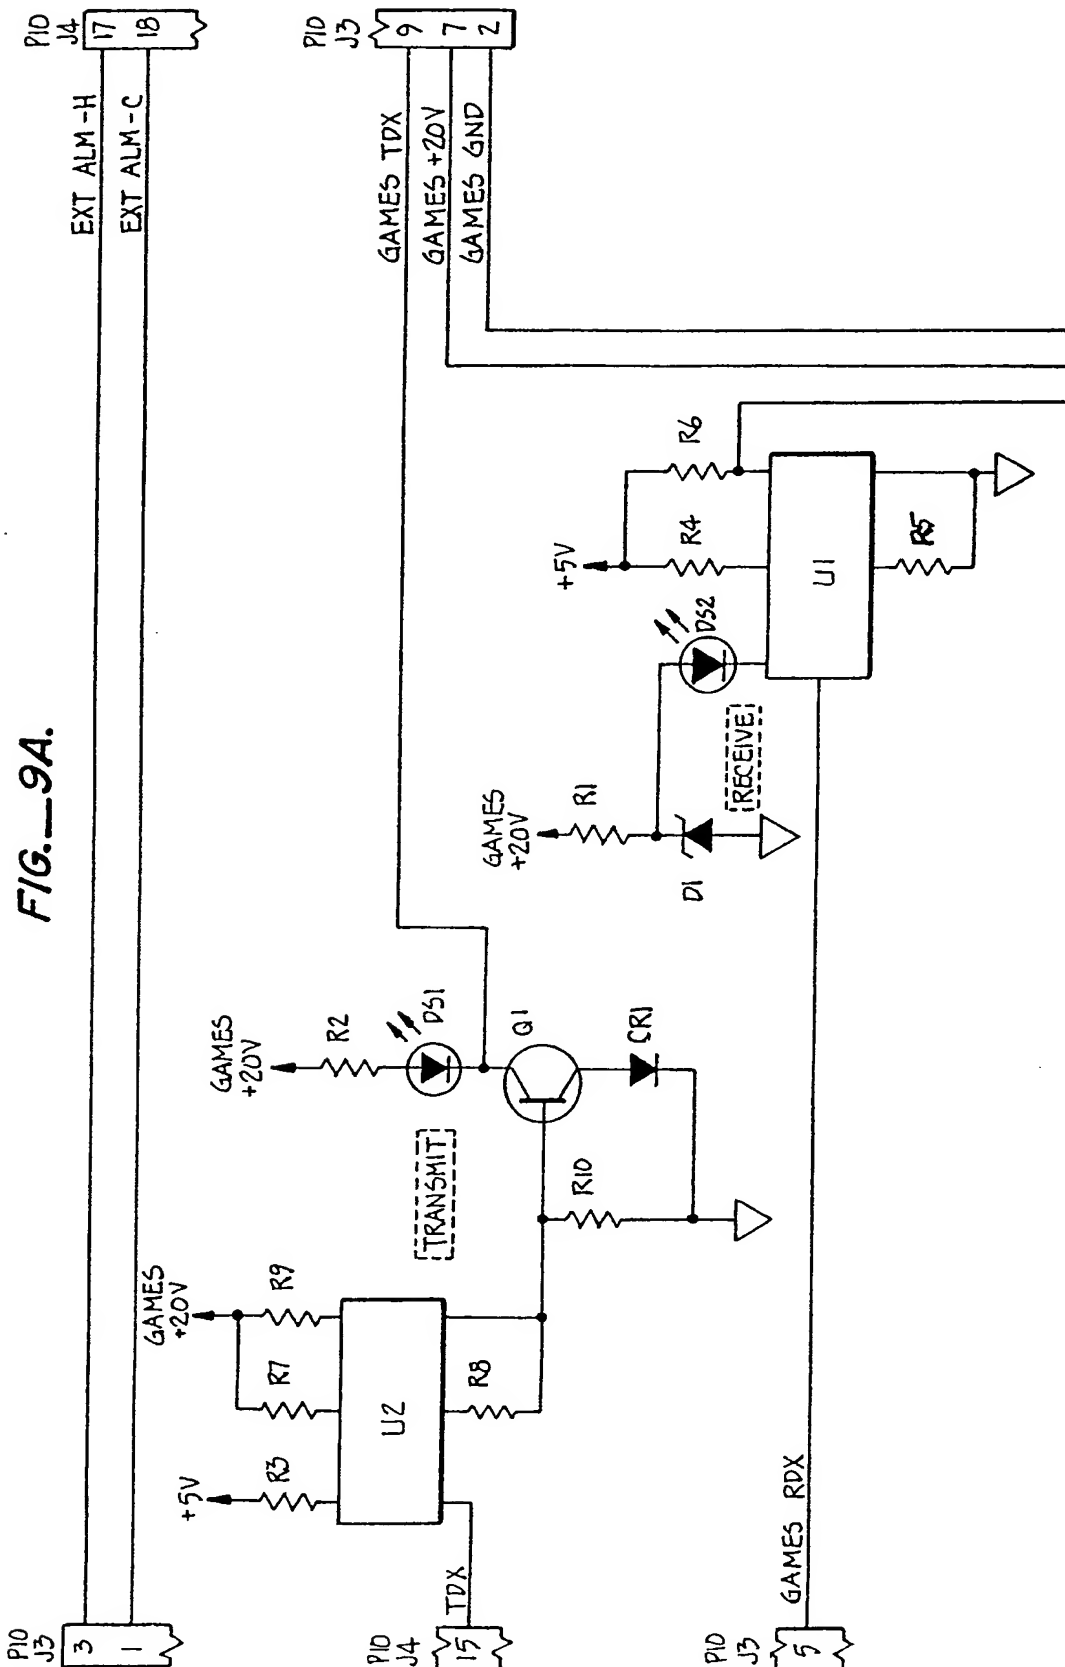 FIG.__9A.
P10
J3
3
1
EXT ALM-H
EXT ALM-C
P10
J4
17
18
P10
J4
15
TDX
+5V
R3
GAMES
+20V
R7
R9
U2
R8
TRANSMIT
GAMES
+20V
R2
DS1
Q1
R10
CR1
GAMES TDX
GAMES +20V
GAMES GND
P10
J3
9
7
2
P10
J3
5
GAMES RDX
GAMES
+20V
R1
D1
RECEIVE
DS2
+5V
R4
R6
U1
R5